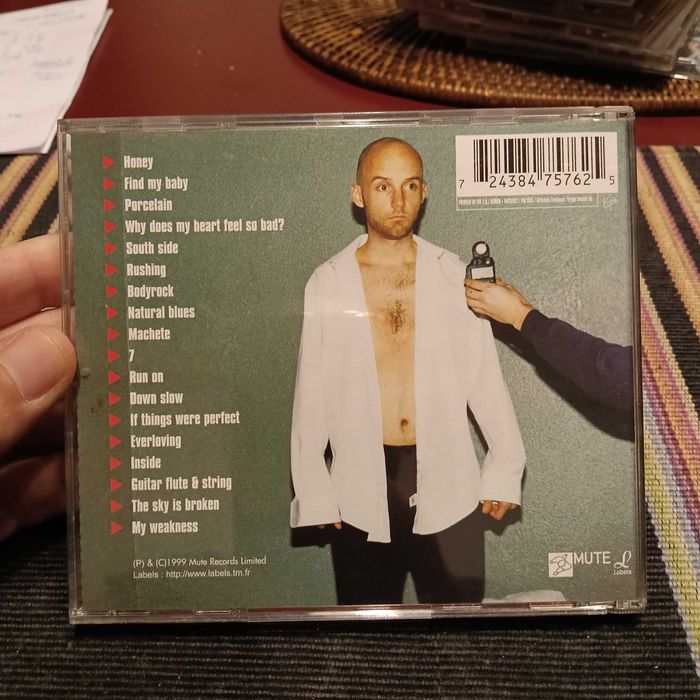 Honey
Find my baby
Porcelain
Why does my heart feel so bad?
South side
Rushing
Bodyrock
Natural blues
Machete
7
Run on
Down slow
If things were perfect
Everloving
Inside
Guitar flute & string
The sky is broken
My weakness
(P) & (C)1999 Mute Records Limited
Labels : http://www.labels.tm.fr
7 24384 75762 5
MUTE
Labels